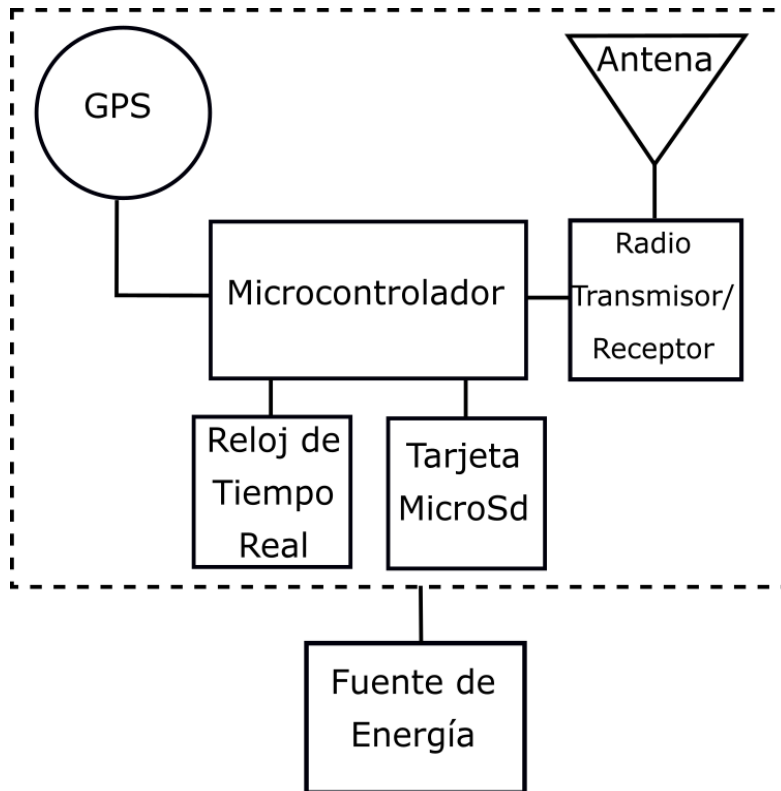 GPS
Antena
Microcontrolador
Radio
Transmisor/
Receptor
Reloj de
Tiempo
Real
Tarjeta
MicroSd
Fuente de
Energía